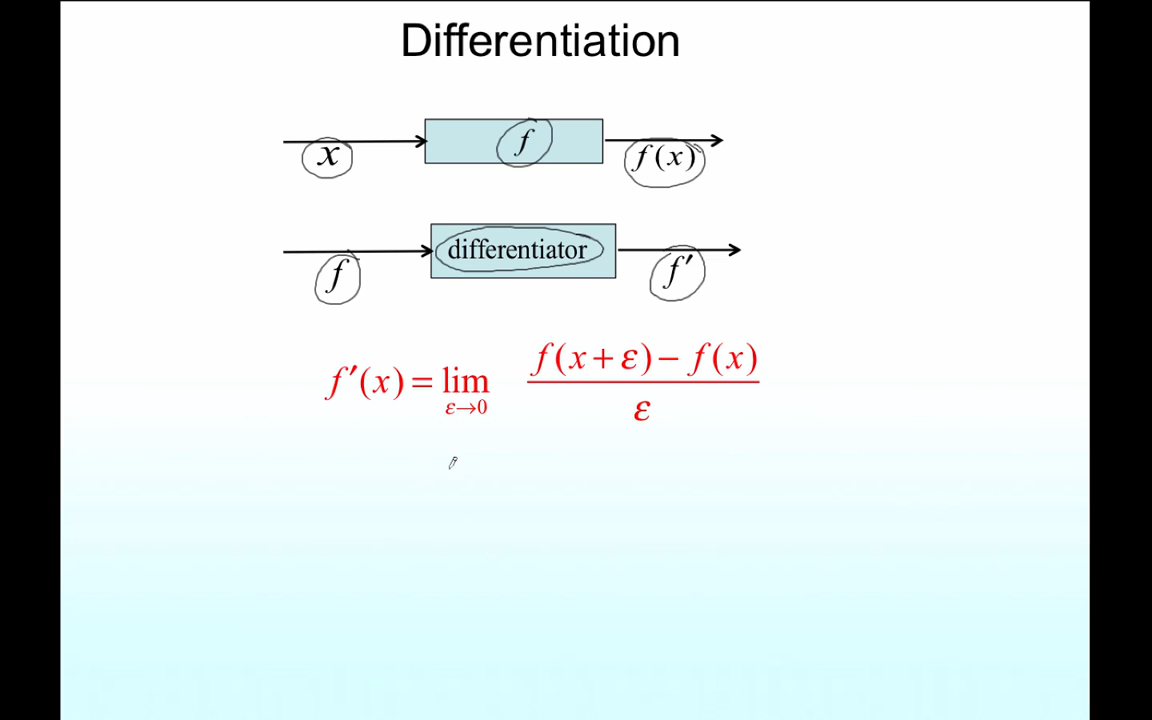 Differentiation
x f f(x)
f differentiator f′
f′(x) = lim ε→0 f(x + ε) − f(x) / ε